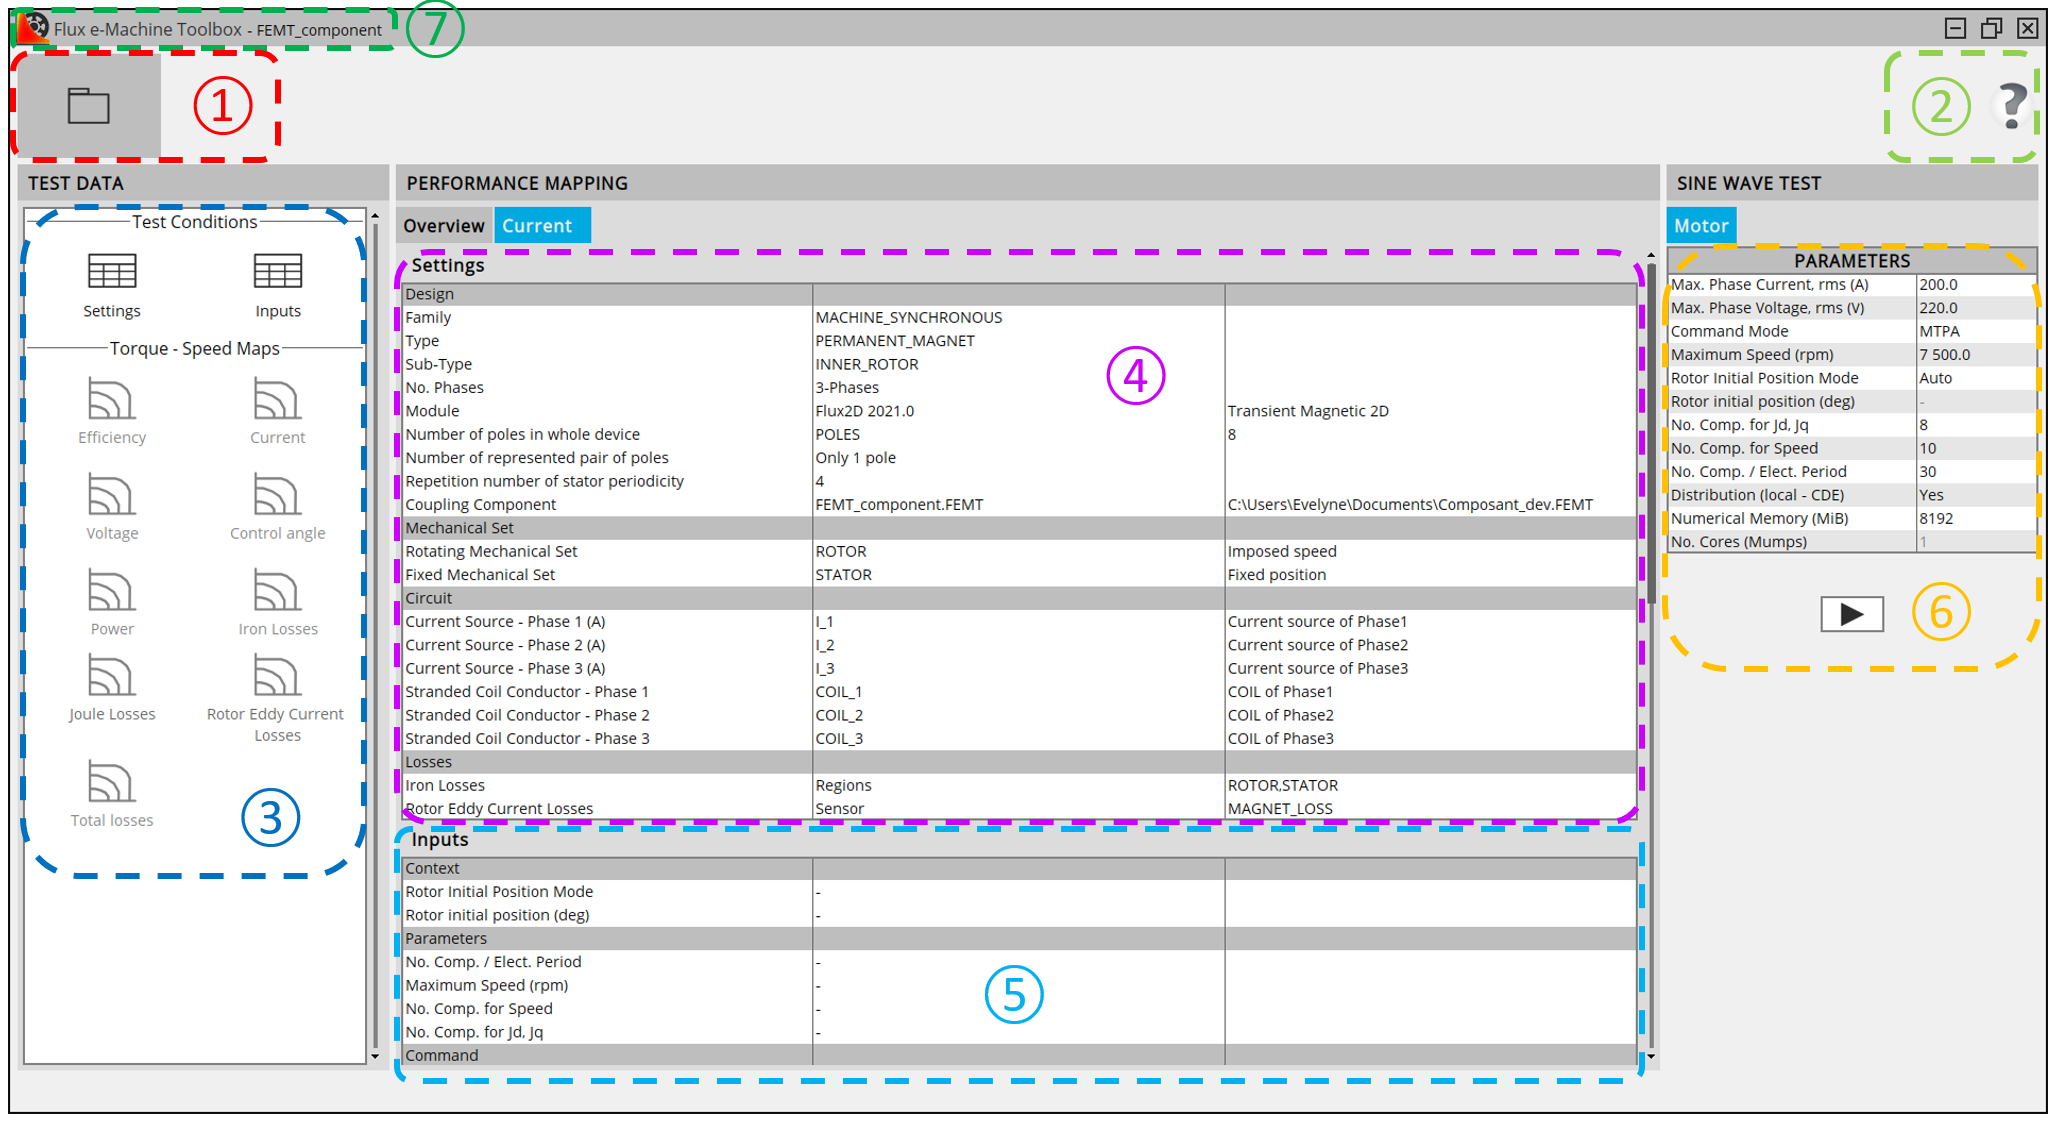 Flux e-Machine Toolbox - FEMT_component
⑦
①
②
?
TEST DATA
Test Conditions
Settings Inputs
Torque - Speed Maps
Efficiency Current
Voltage Control angle
Power Iron Losses
Joule Losses Rotor Eddy Current
Losses
Total losses
③
PERFORMANCE MAPPING
Overview Current
Settings
Design
Family MACHINE_SYNCHRONOUS
Type PERMANENT_MAGNET
Sub-Type INNER_ROTOR
④
No. Phases 3-Phases
Module Flux2D 2021.0 Transient Magnetic 2D
Number of poles in whole device POLES 8
Number of represented pair of poles Only 1 pole
Repetition number of stator periodicity 4
Coupling Component FEMT_component.FEMT C:\Users\Evelyne\Documents\Composant_dev.FEMT
Mechanical Set
Rotating Mechanical Set ROTOR Imposed speed
Fixed Mechanical Set STATOR Fixed position
Circuit
Current Source - Phase 1 (A) I_1 Current source of Phase1
Current Source - Phase 2 (A) I_2 Current source of Phase2
Current Source - Phase 3 (A) I_3 Current source of Phase3
Stranded Coil Conductor - Phase 1 COIL_1 COIL of Phase1
Stranded Coil Conductor - Phase 2 COIL_2 COIL of Phase2
Stranded Coil Conductor - Phase 3 COIL_3 COIL of Phase3
Losses
Iron Losses Regions ROTOR,STATOR
Rotor Eddy Current Losses Sensor MAGNET_LOSS
Inputs
Context
Rotor Initial Position Mode -
Rotor initial position (deg) -
Parameters
No. Comp. / Elect. Period -
Maximum Speed (rpm) -
⑤
No. Comp. for Speed -
No. Comp. for Jd, Jq -
Command
SINE WAVE TEST
Motor
PARAMETERS
Max. Phase Current, rms (A) 200.0
Max. Phase Voltage, rms (V) 220.0
Command Mode MTPA
Maximum Speed (rpm) 7 500.0
Rotor Initial Position Mode Auto
Rotor initial position (deg) -
No. Comp. for Jd, Jq 8
No. Comp. for Speed 10
No. Comp. / Elect. Period 30
Distribution (local - CDE) Yes
Numerical Memory (MiB) 8192
No. Cores (Mumps) 1
⑥